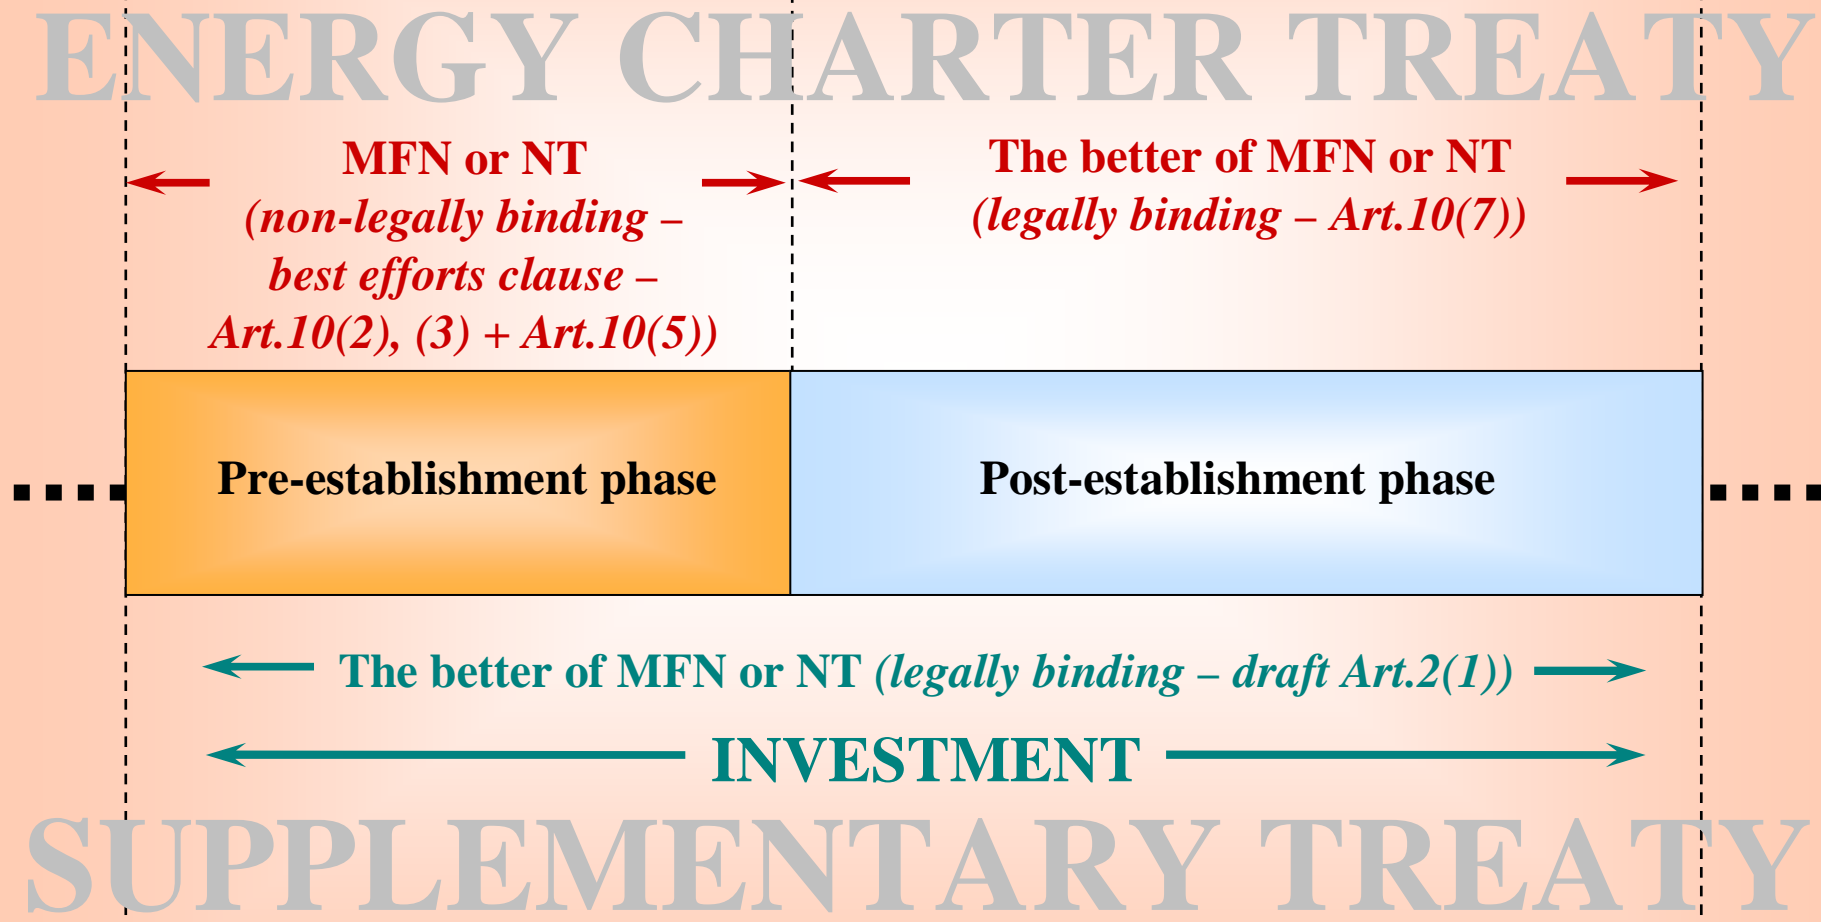 ENERGY CHARTER TREATY
MFN or NT
(non-legally binding –
best efforts clause –
Art.10(2), (3) + Art.10(5))
The better of MFN or NT
(legally binding – Art.10(7))
Pre-establishment phase
Post-establishment phase
The better of MFN or NT (legally binding – draft Art.2(1))
INVESTMENT
SUPPLEMENTARY TREATY